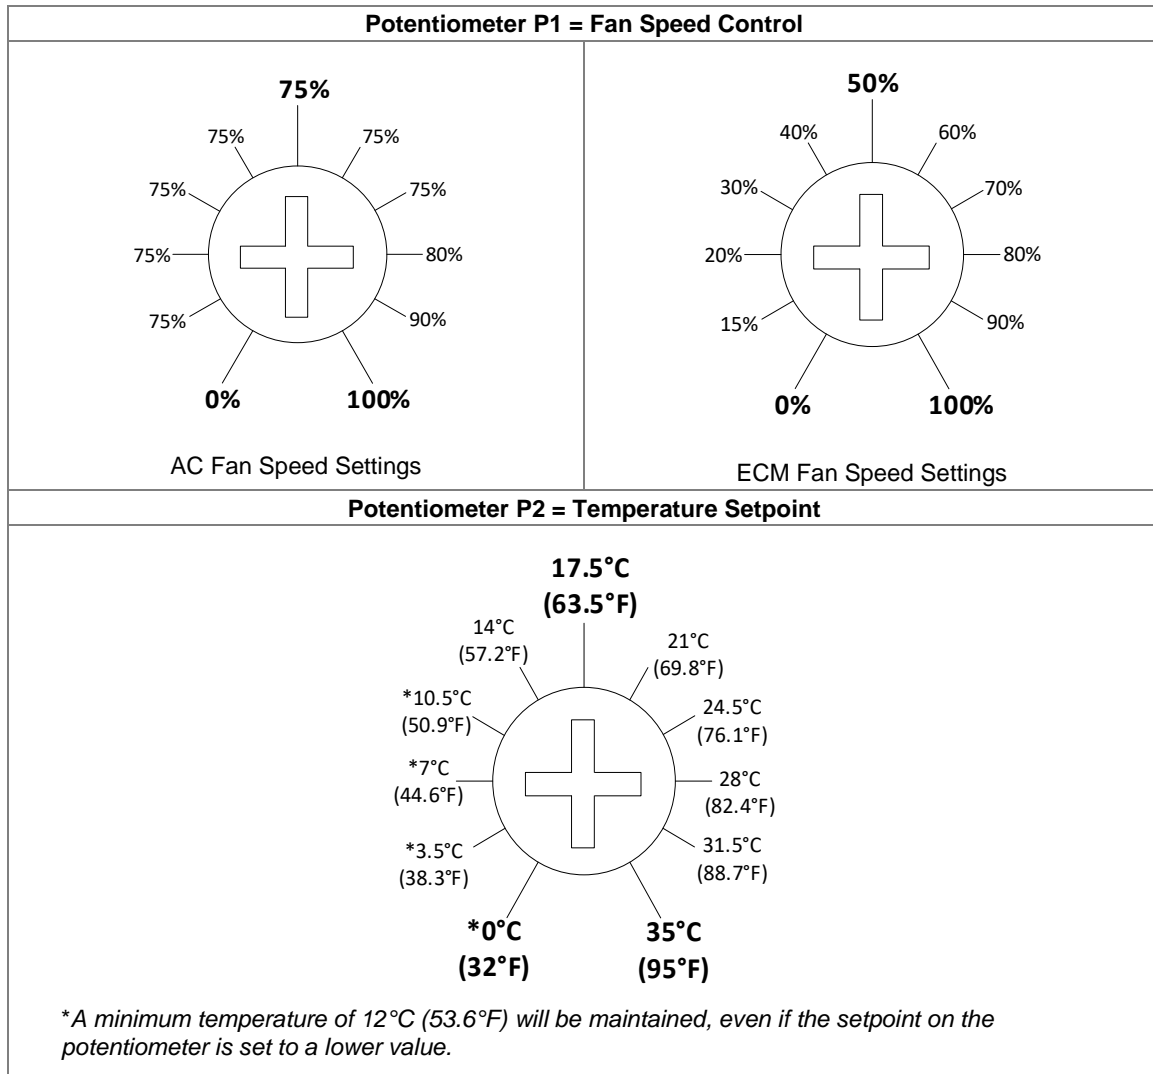 Potentiometer P1 = Fan Speed Control
75%
75%
75%
75%
75%
75%
80%
75%
90%
0%
100%
AC Fan Speed Settings
50%
40%
60%
30%
70%
20%
80%
15%
90%
0%
100%
ECM Fan Speed Settings
Potentiometer P2 = Temperature Setpoint
17.5°C
(63.5°F)
14°C
(57.2°F)
21°C
(69.8°F)
*10.5°C
(50.9°F)
24.5°C
(76.1°F)
*7°C
(44.6°F)
28°C
(82.4°F)
*3.5°C
(38.3°F)
31.5°C
(88.7°F)
*0°C
(32°F)
35°C
(95°F)
*A minimum temperature of 12°C (53.6°F) will be maintained, even if the setpoint on the
potentiometer is set to a lower value.